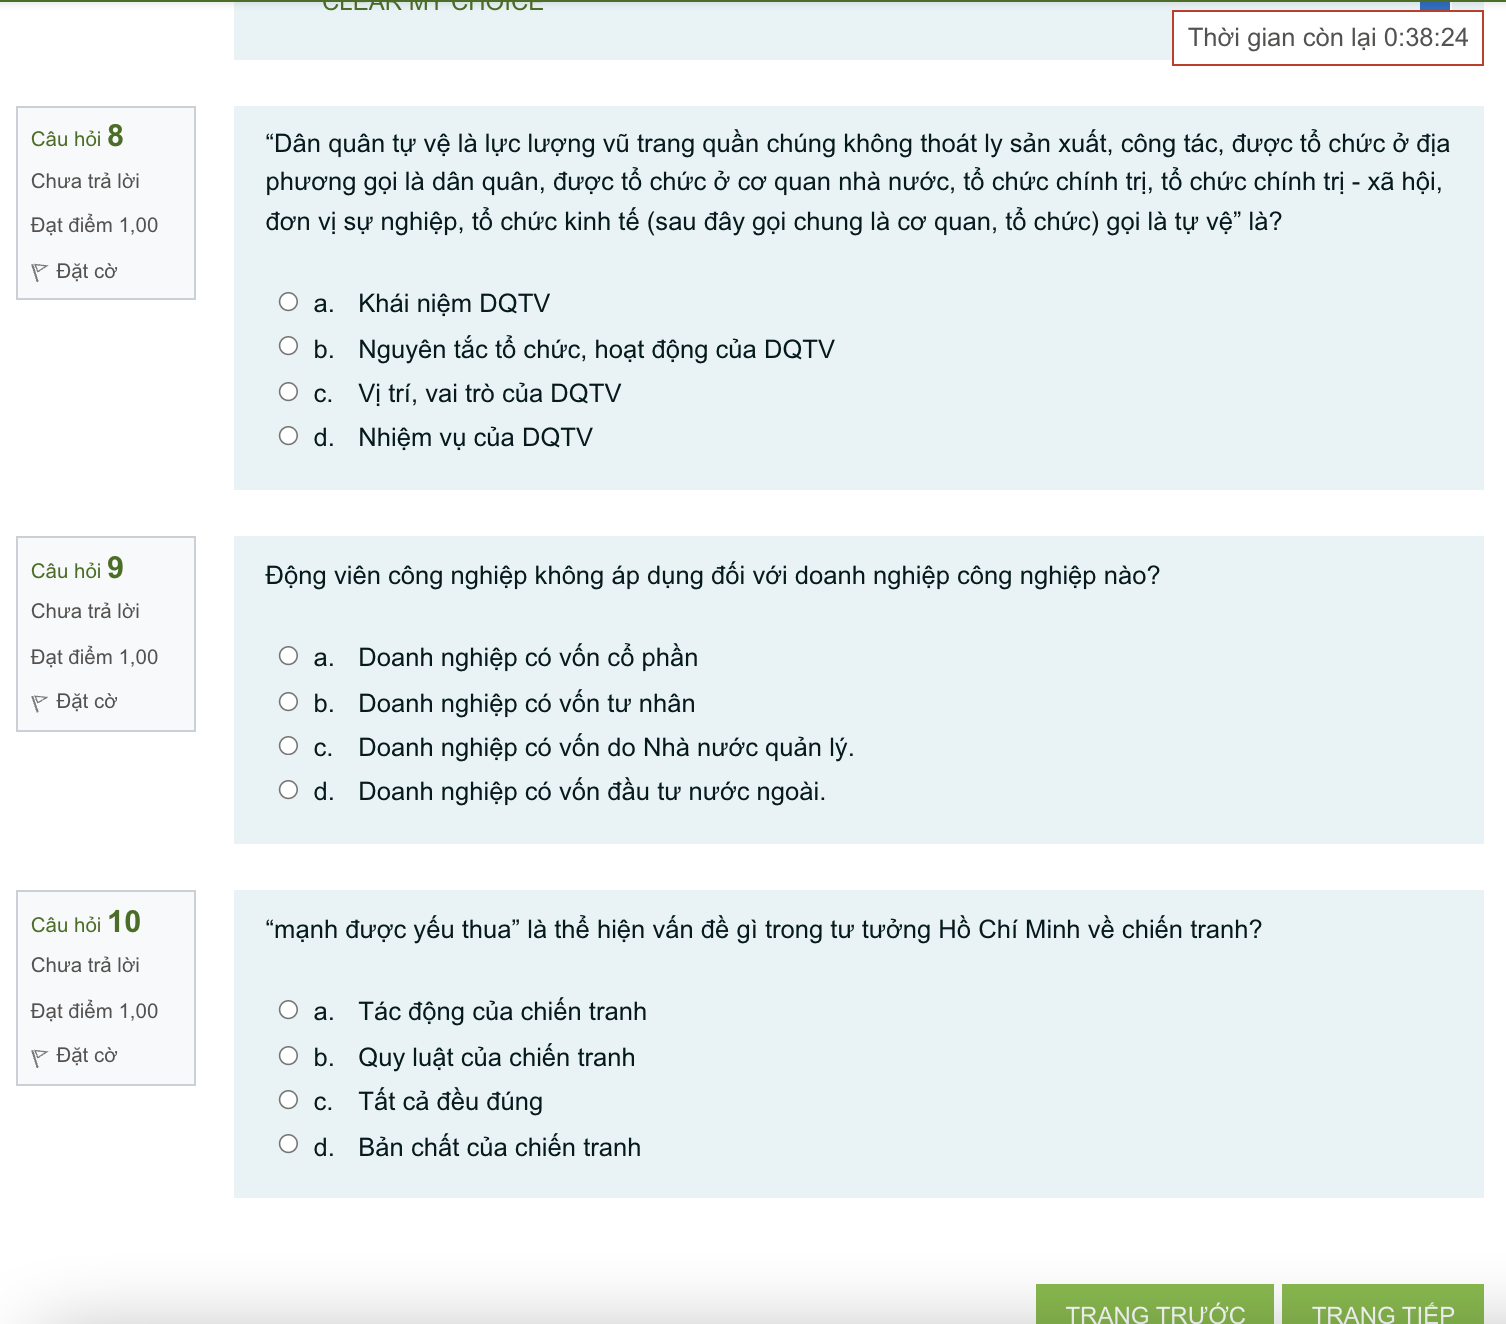 CLEAR MY CHOICE
Thời gian còn lại 0:38:24
Câu hỏi 8
Chưa trả lời
Đạt điểm 1,00
Đặt cờ
“Dân quân tự vệ là lực lượng vũ trang quần chúng không thoát ly sản xuất, công tác, được tổ chức ở địa
phương gọi là dân quân, được tổ chức ở cơ quan nhà nước, tổ chức chính trị, tổ chức chính trị - xã hội,
đơn vị sự nghiệp, tổ chức kinh tế (sau đây gọi chung là cơ quan, tổ chức) gọi là tự vệ” là?
a. Khái niệm DQTV
b. Nguyên tắc tổ chức, hoạt động của DQTV
c. Vị trí, vai trò của DQTV
d. Nhiệm vụ của DQTV
Câu hỏi 9
Chưa trả lời
Đạt điểm 1,00
Đặt cờ
Động viên công nghiệp không áp dụng đối với doanh nghiệp công nghiệp nào?
a. Doanh nghiệp có vốn cổ phần
b. Doanh nghiệp có vốn tư nhân
c. Doanh nghiệp có vốn do Nhà nước quản lý.
d. Doanh nghiệp có vốn đầu tư nước ngoài.
Câu hỏi 10
Chưa trả lời
Đạt điểm 1,00
Đặt cờ
“mạnh được yếu thua” là thể hiện vấn đề gì trong tư tưởng Hồ Chí Minh về chiến tranh?
a. Tác động của chiến tranh
b. Quy luật của chiến tranh
c. Tất cả đều đúng
d. Bản chất của chiến tranh
TRANG TRƯỚC
TRANG TIẾP